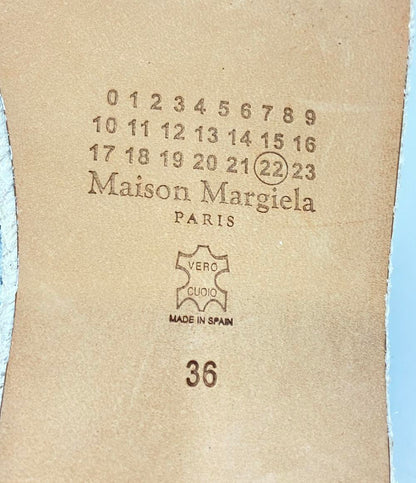 0 1 2 3 4 5 6 7 8 9
10 11 12 13 14 15 16
17 18 19 20 21 22 23
Maison Margiela
PARIS
VERO
CUOIO
MADE IN SPAIN
36